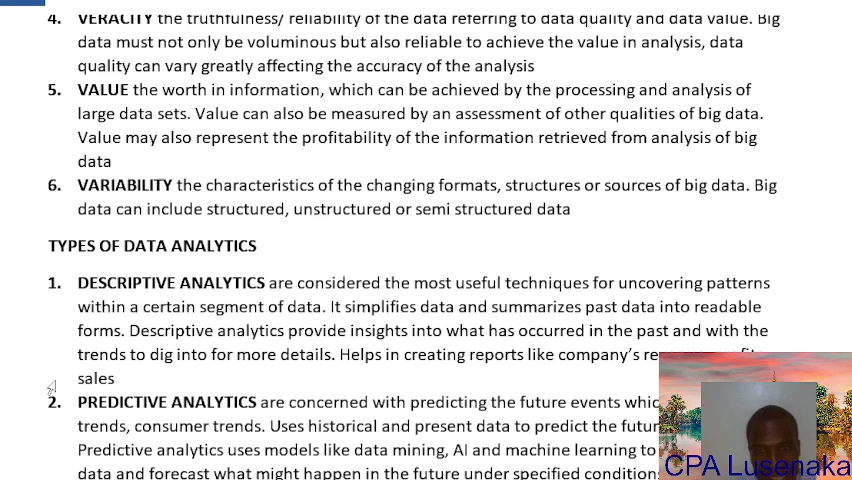 4. VERACITY the truthfulness/ reliability of the data referring to data quality and data value. Big
data must not only be voluminous but also reliable to achieve the value in analysis, data
quality can vary greatly affecting the accuracy of the analysis
5. VALUE the worth in information, which can be achieved by the processing and analysis of
large data sets. Value can also be measured by an assessment of other qualities of big data.
Value may also represent the profitability of the information retrieved from analysis of big
data
6. VARIABILITY the characteristics of the changing formats, structures or sources of big data. Big
data can include structured, unstructured or semi structured data
TYPES OF DATA ANALYTICS
1. DESCRIPTIVE ANALYTICS are considered the most useful techniques for uncovering patterns
within a certain segment of data. It simplifies data and summarizes past data into readable
forms. Descriptive analytics provide insights into what has occurred in the past and with the
trends to dig into for more details. Helps in creating reports like company's
sales
2. PREDICTIVE ANALYTICS are concerned with predicting the future events
trends, consumer trends. Uses historical and present data to predict the
Predictive analytics uses models like data mining, AI and machine learning to
data and forecast what might happen in the future under specified
CPA Lusenaka